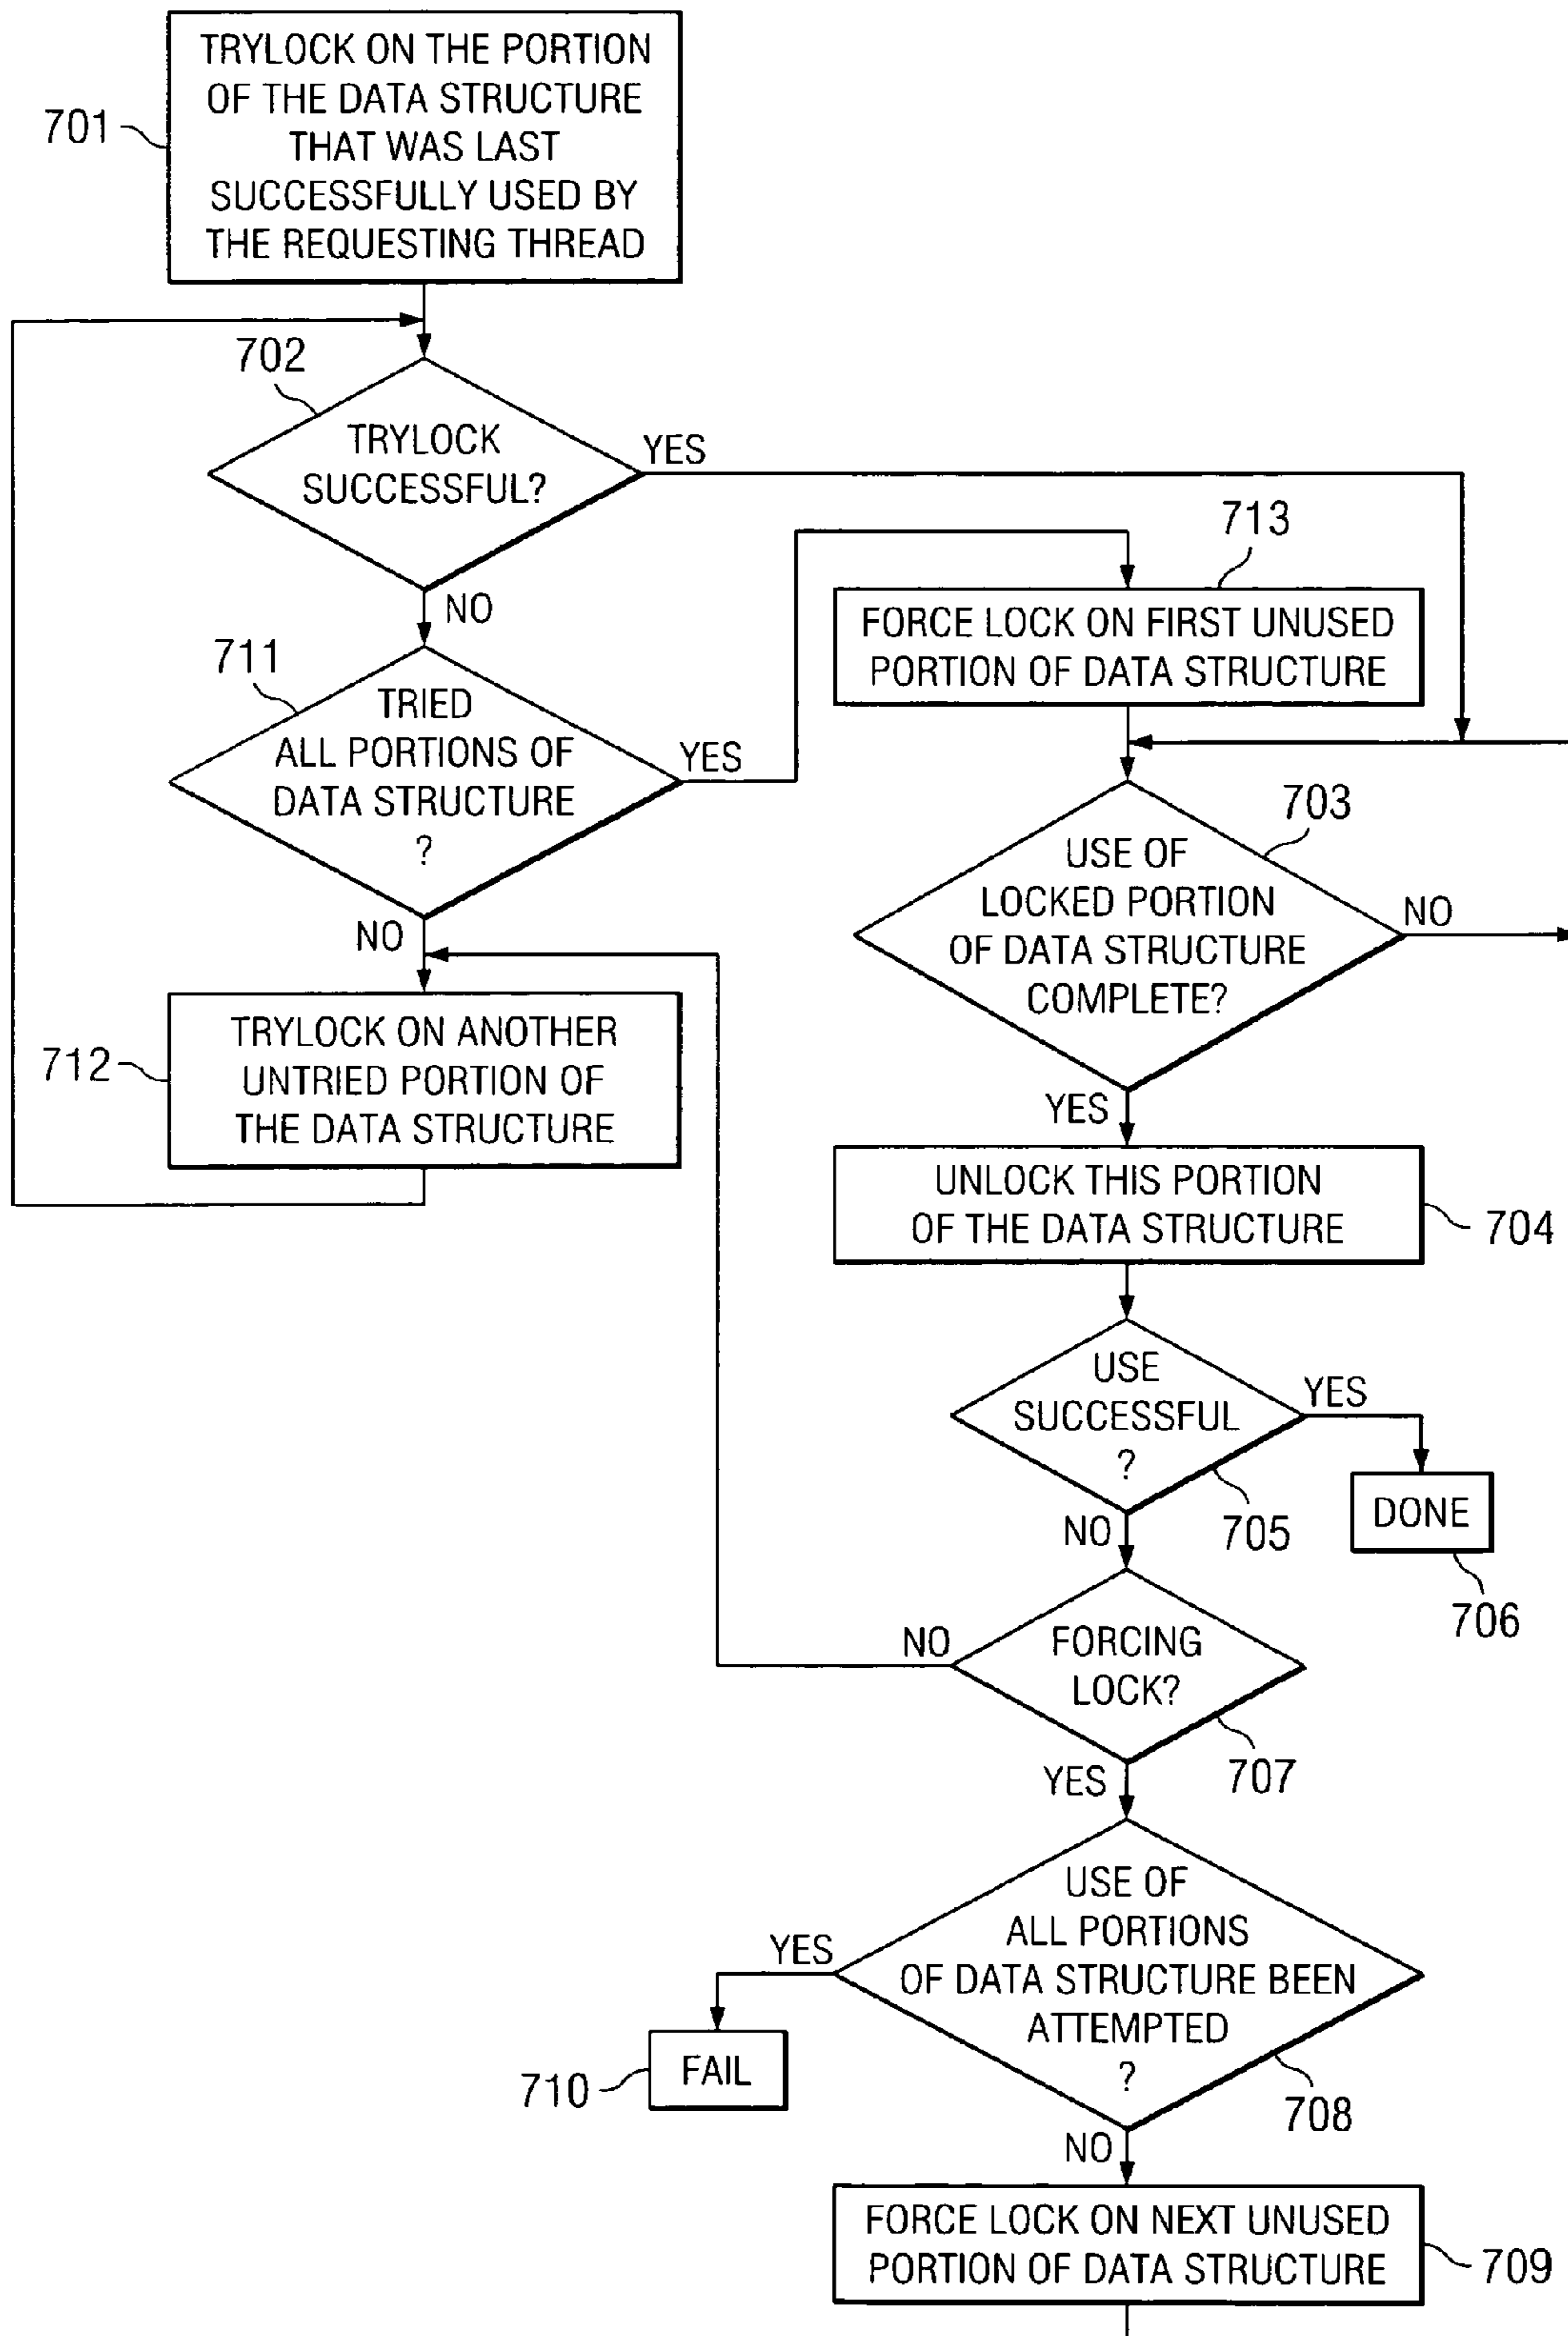 TRYLOCK ON THE PORTION
OF THE DATA STRUCTURE
THAT WAS LAST
SUCCESSFULLY USED BY
THE REQUESTING THREAD
701
702
TRYLOCK
SUCCESSFUL?
YES
NO
711
TRIED
ALL PORTIONS OF
DATA STRUCTURE
?
YES
NO
712
TRYLOCK ON ANOTHER
UNTRIED PORTION OF
THE DATA STRUCTURE
713
FORCE LOCK ON FIRST UNUSED
PORTION OF DATA STRUCTURE
703
USE OF
LOCKED PORTION
OF DATA STRUCTURE
COMPLETE?
NO
YES
UNLOCK THIS PORTION
OF THE DATA STRUCTURE
704
USE
SUCCESSFUL
?
YES
705
NO
DONE
706
FORCING
LOCK?
NO
707
YES
USE OF
ALL PORTIONS
OF DATA STRUCTURE BEEN
ATTEMPTED
?
YES
708
FAIL
710
NO
FORCE LOCK ON NEXT UNUSED
PORTION OF DATA STRUCTURE
709